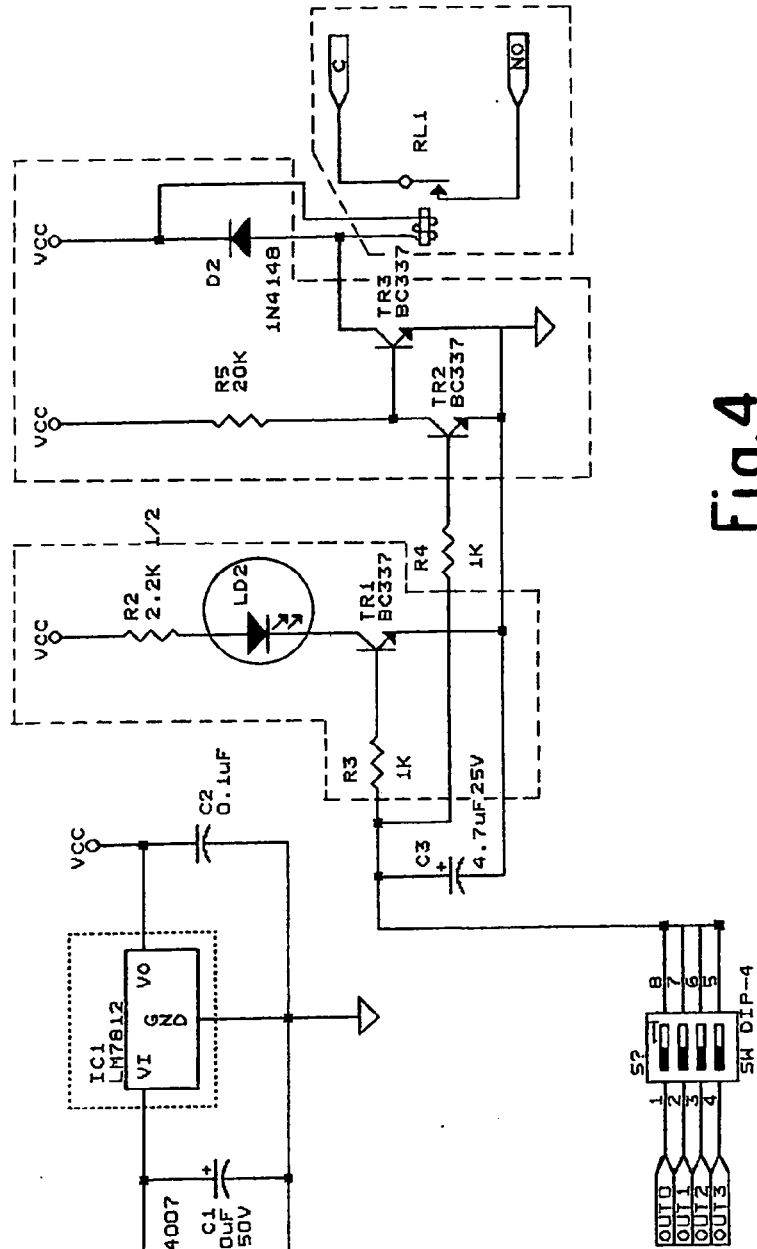 VCC
VCC
VCC
VCC
D2
1N4148
R5
20K
R2
2.2K 1/2
LD2
C
NO
RL1
TR3
BC337
TR2
BC337
TR1
BC337
R4
1K
R3
1K
C2
0.1uF
C3
+
4.7uF25V
IC1
LM7812
VI
VO
GND
4007
C1
0uF
50V
+
S?
SW DIP-4
1
2
3
4
8
7
6
5
OUT0
OUT1
OUT2
OUT3
Fig.4